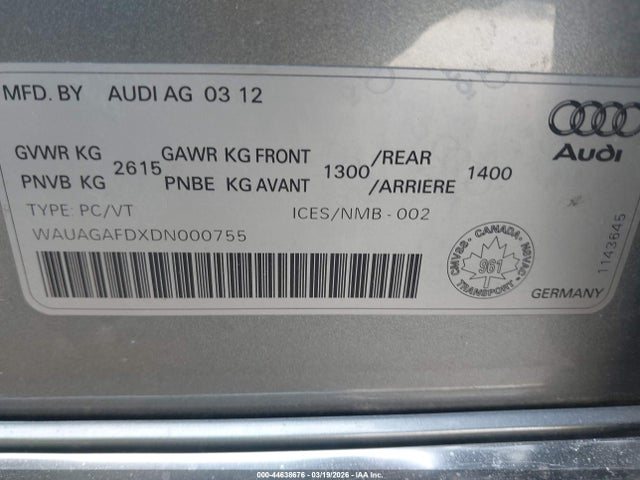 MFD. BY AUDI AG 03 12
Audi
GVWR KG 2615 GAWR KG FRONT 1300 /REAR 1400
PNVB KG PNBE KG AVANT /ARRIERE
TYPE: PC/VT ICES/NMB - 002
WAUAGAFDXDN000755
CMVSS - CANADA - NSVAC
961
TRANSPORT
1143645
GERMANY
000-44638676 - 03/19/2026 - IAA, Inc.